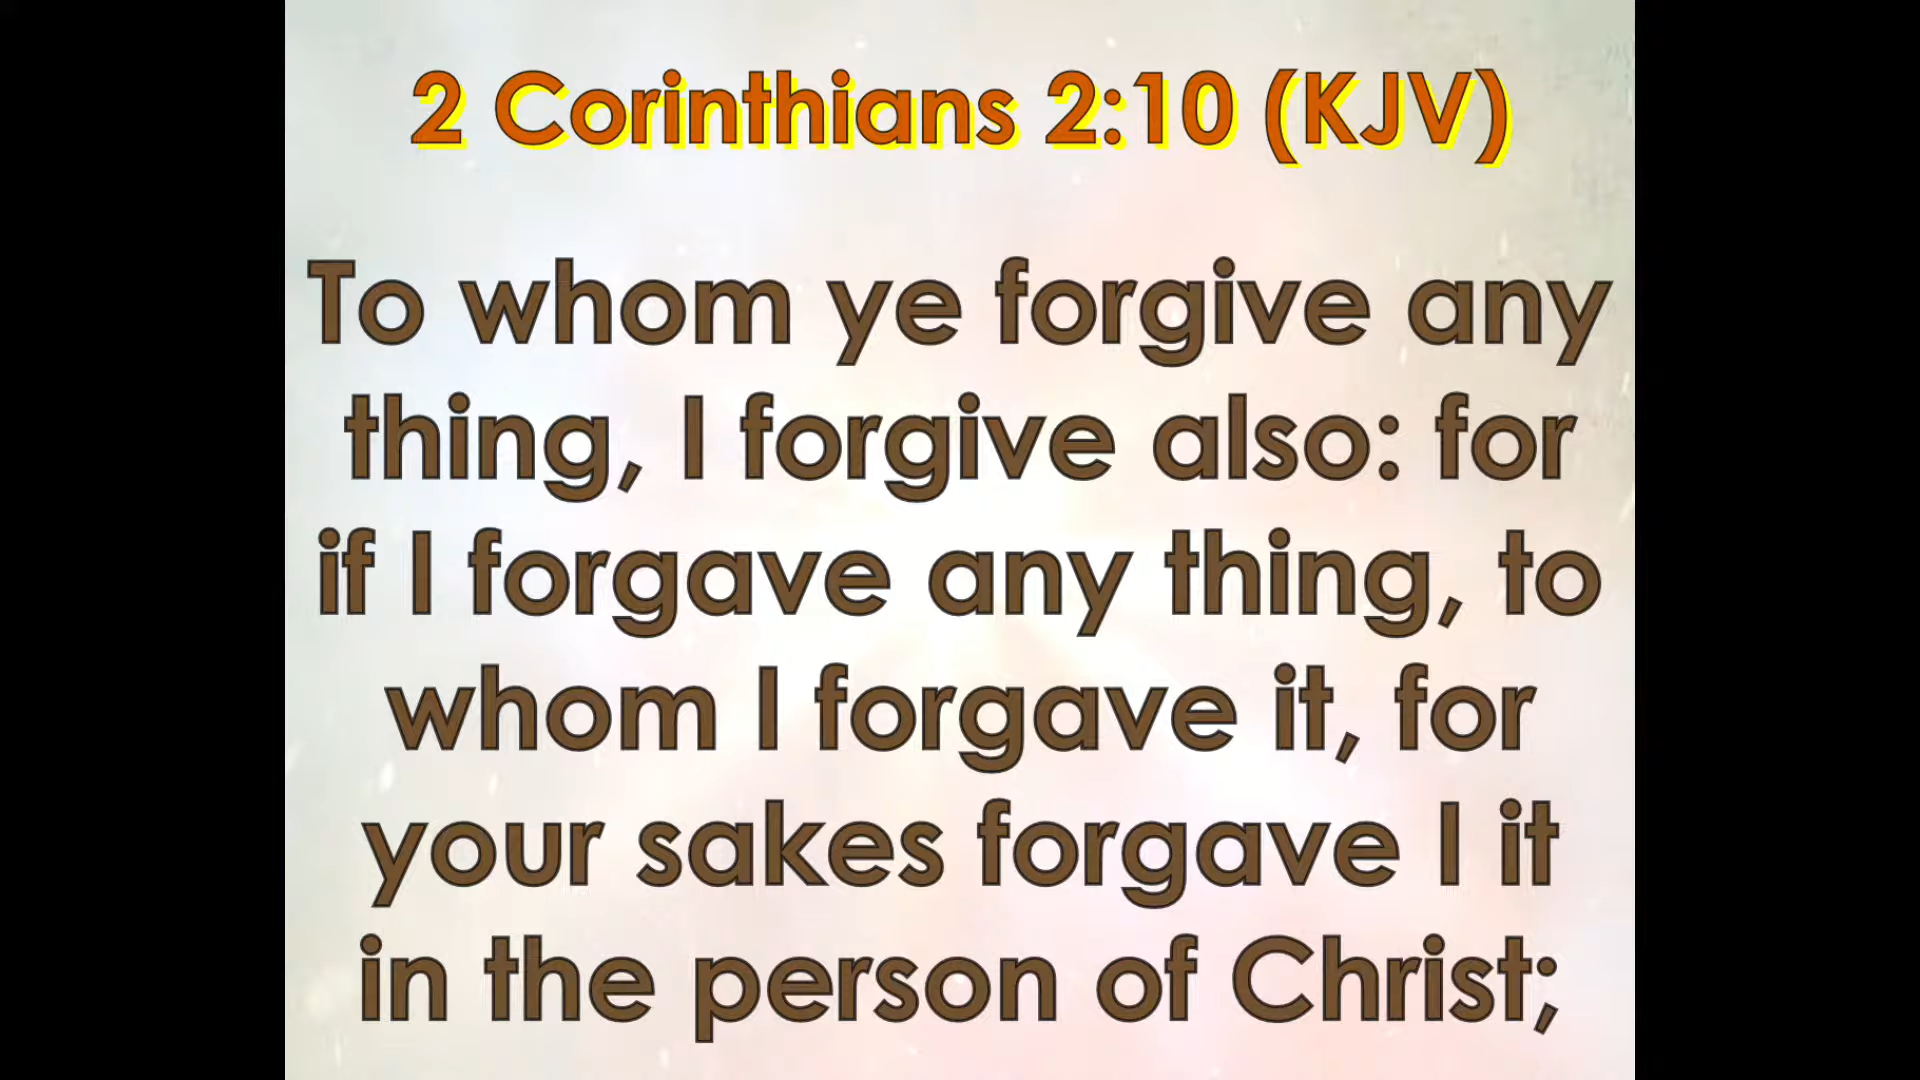 2 Corinthians 2:10 (KJV)
To whom ye forgive any
thing, I forgive also: for
if I forgave any thing, to
whom I forgave it, for
your sakes forgave I it
in the person of Christ;